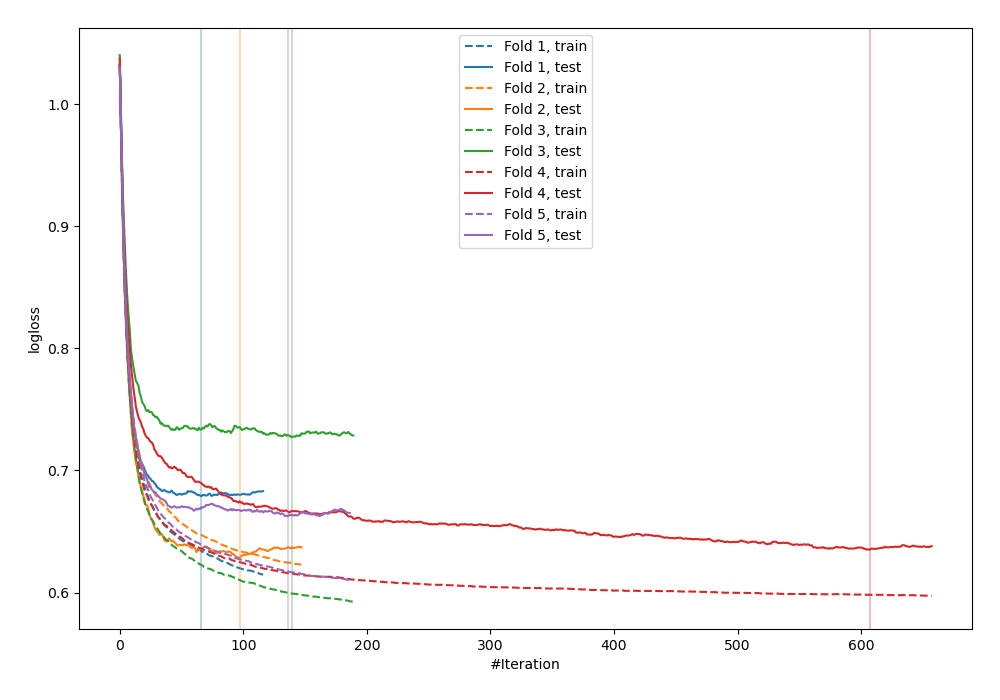 Fold 1, train
Fold 1, test
Fold 2, train
Fold 2, test
Fold 3, train
Fold 3, test
Fold 4, train
Fold 4, test
Fold 5, train
Fold 5, test
1.0
0.9
0.8
0.7
0.6
logloss
0 100 200 300 400 500 600
#Iteration